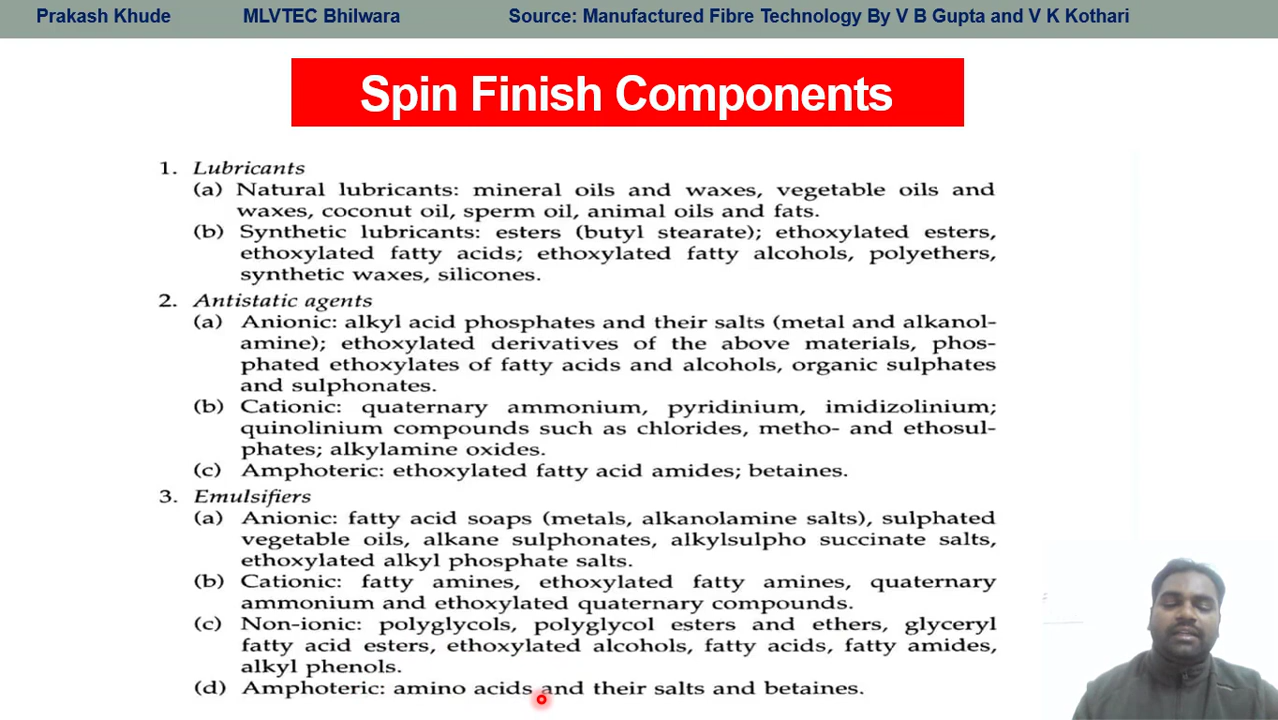 Prakash Khude MLVTEC Bhilwara Source: Manufactured Fibre Technology By V B Gupta and V K Kothari
Spin Finish Components
1. Lubricants
(a) Natural lubricants: mineral oils and waxes, vegetable oils and
waxes, coconut oil, sperm oil, animal oils and fats.
(b) Synthetic lubricants: esters (butyl stearate); ethoxylated esters,
ethoxylated fatty acids; ethoxylated fatty alcohols, polyethers,
synthetic waxes, silicones.
2. Antistatic agents
(a) Anionic: alkyl acid phosphates and their salts (metal and alkanol-
amine); ethoxylated derivatives of the above materials, phos-
phated ethoxylates of fatty acids and alcohols, organic sulphates
and sulphonates.
(b) Cationic: quaternary ammonium, pyridinium, imidizolinium;
quinolinium compounds such as chlorides, metho- and ethosul-
phates; alkylamine oxides.
(c) Amphoteric: ethoxylated fatty acid amides; betaines.
3. Emulsifiers
(a) Anionic: fatty acid soaps (metals, alkanolamine salts), sulphated
vegetable oils, alkane sulphonates, alkylsulpho succinate salts,
ethoxylated alkyl phosphate salts.
(b) Cationic: fatty amines, ethoxylated fatty amines, quaternary
ammonium and ethoxylated quaternary compounds.
(c) Non-ionic: polyglycols, polyglycol esters and ethers, glyceryl
fatty acid esters, ethoxylated alcohols, fatty acids, fatty amides,
alkyl phenols.
(d) Amphoteric: amino acids and their salts and betaines.